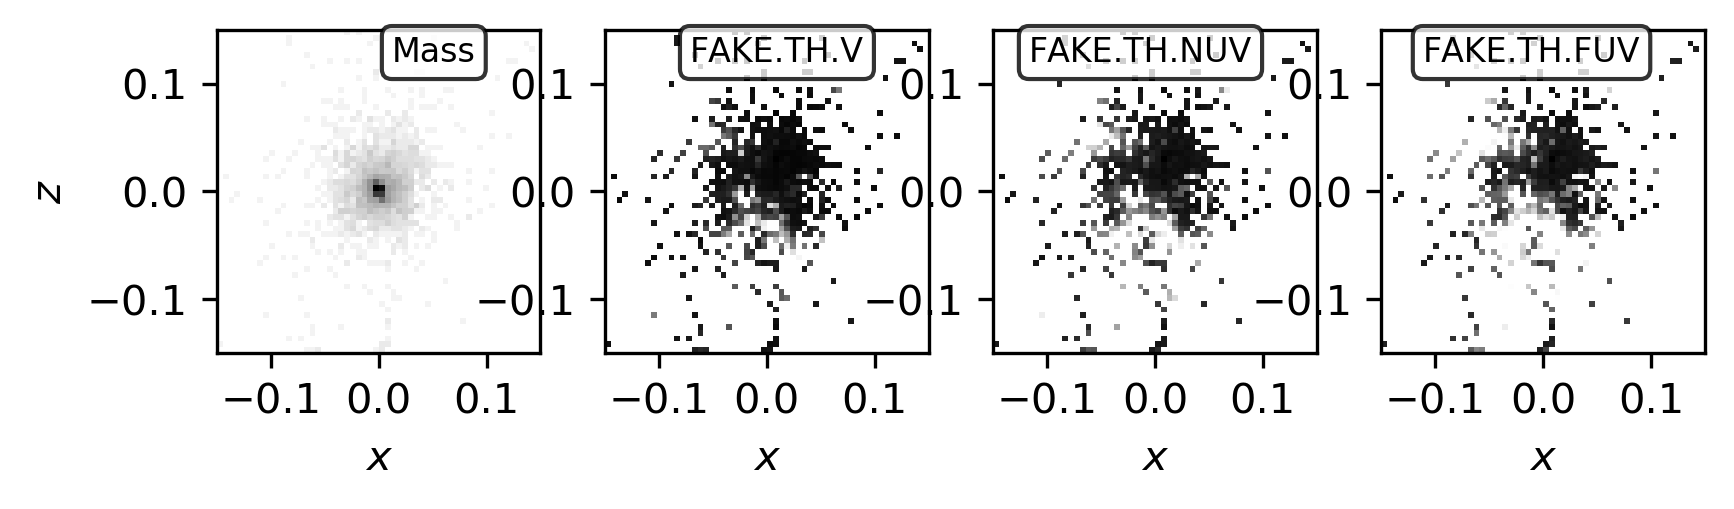 Mass
FAKE.TH.V
FAKE.TH.NUV
FAKE.TH.FUV
0.1 0.1 0.1 0.1
z 0.0 0.0 0.0 0.0
−0.1 −0.1 −0.1 −0.1
−0.1 0.0 0.1 −0.1 0.0 0.1 −0.1 0.0 0.1 −0.1 0.0 0.1
x x x x